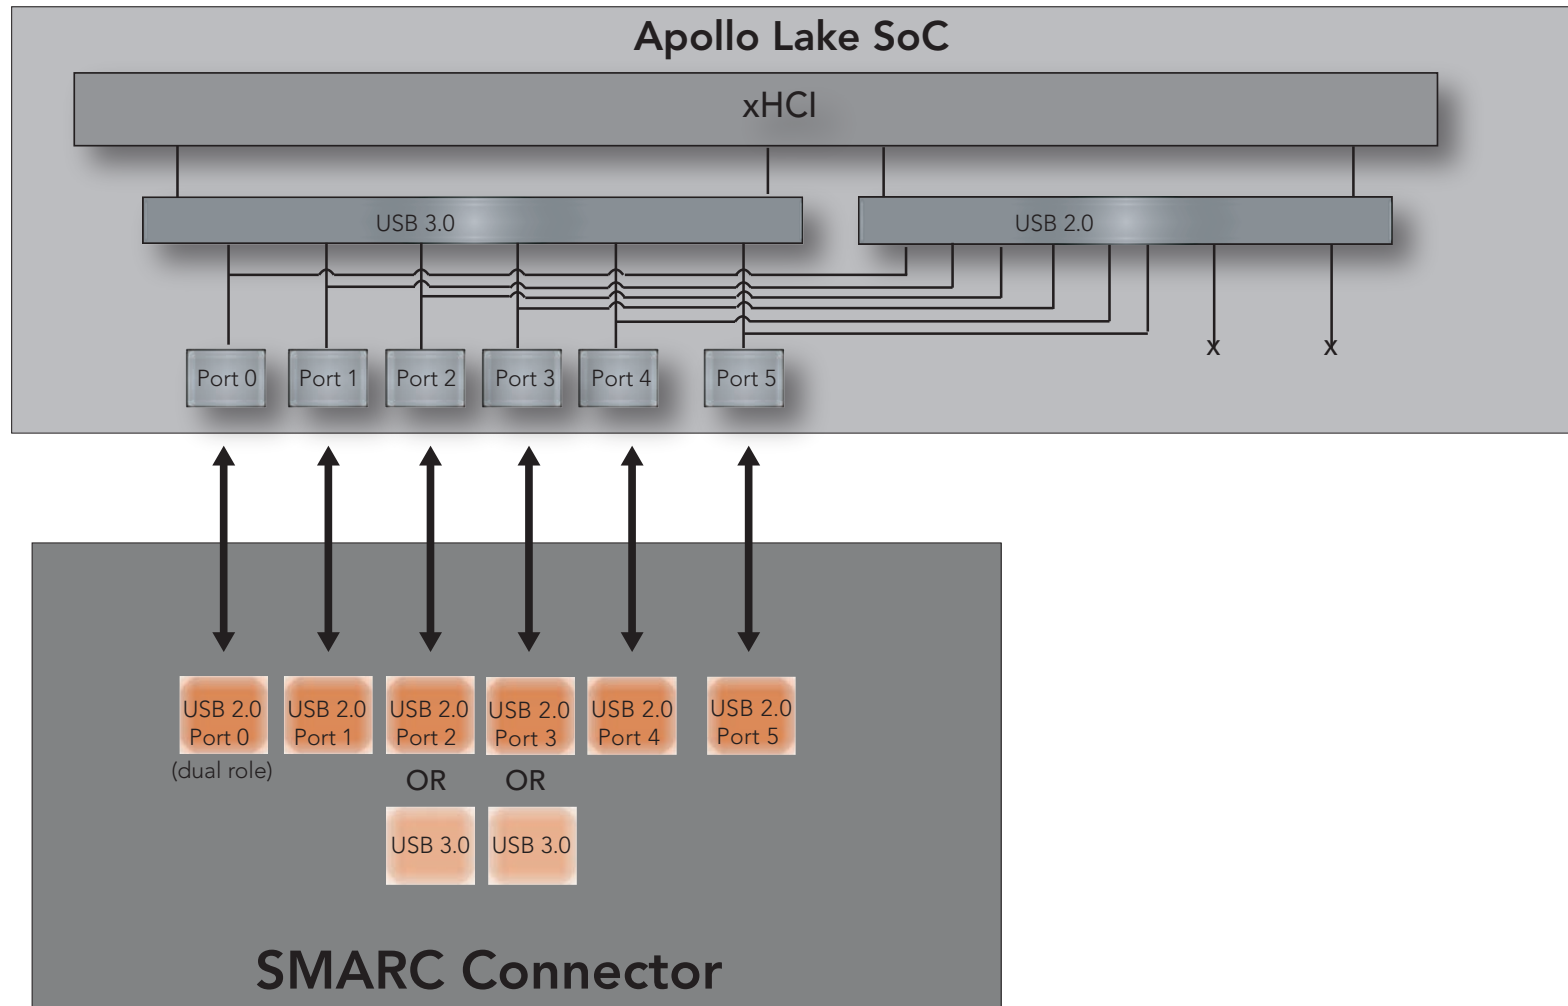 Apollo Lake SoC
xHCI
USB 3.0
USB 2.0
x x
Port 0 Port 1 Port 2 Port 3 Port 4 Port 5
USB 2.0 USB 2.0 USB 2.0 USB 2.0 USB 2.0 USB 2.0
Port 0 Port 1 Port 2 Port 3 Port 4 Port 5
(dual role)
OR OR
USB 3.0 USB 3.0
SMARC Connector